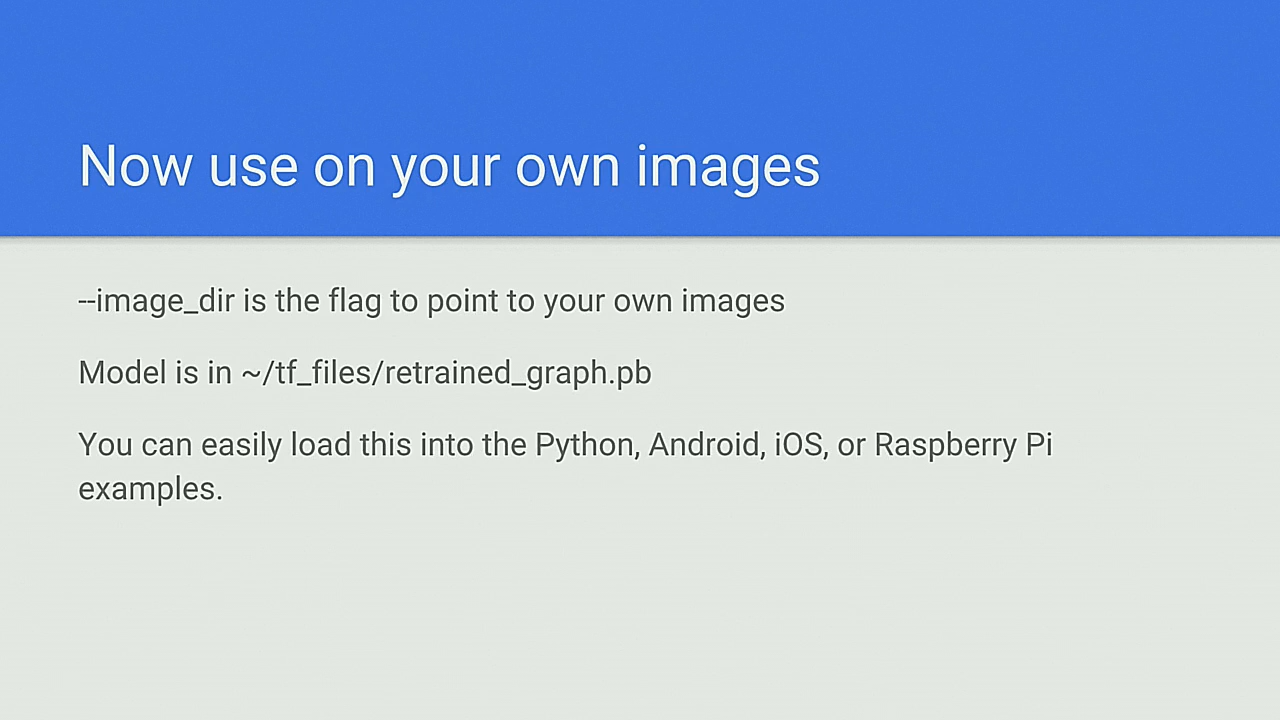 Now use on your own images
--image_dir is the flag to point to your own images
Model is in ~/tf_files/retrained_graph.pb
You can easily load this into the Python, Android, iOS, or Raspberry Pi
examples.